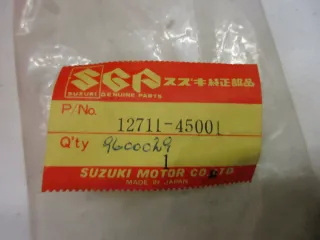 SGP スズキ純正部品
SUZUKI GENUINE PARTS
P/No. 12711-45001
Q'ty 9600029
1
SUZUKI MOTOR CO.,LTD.
MADE IN JAPAN